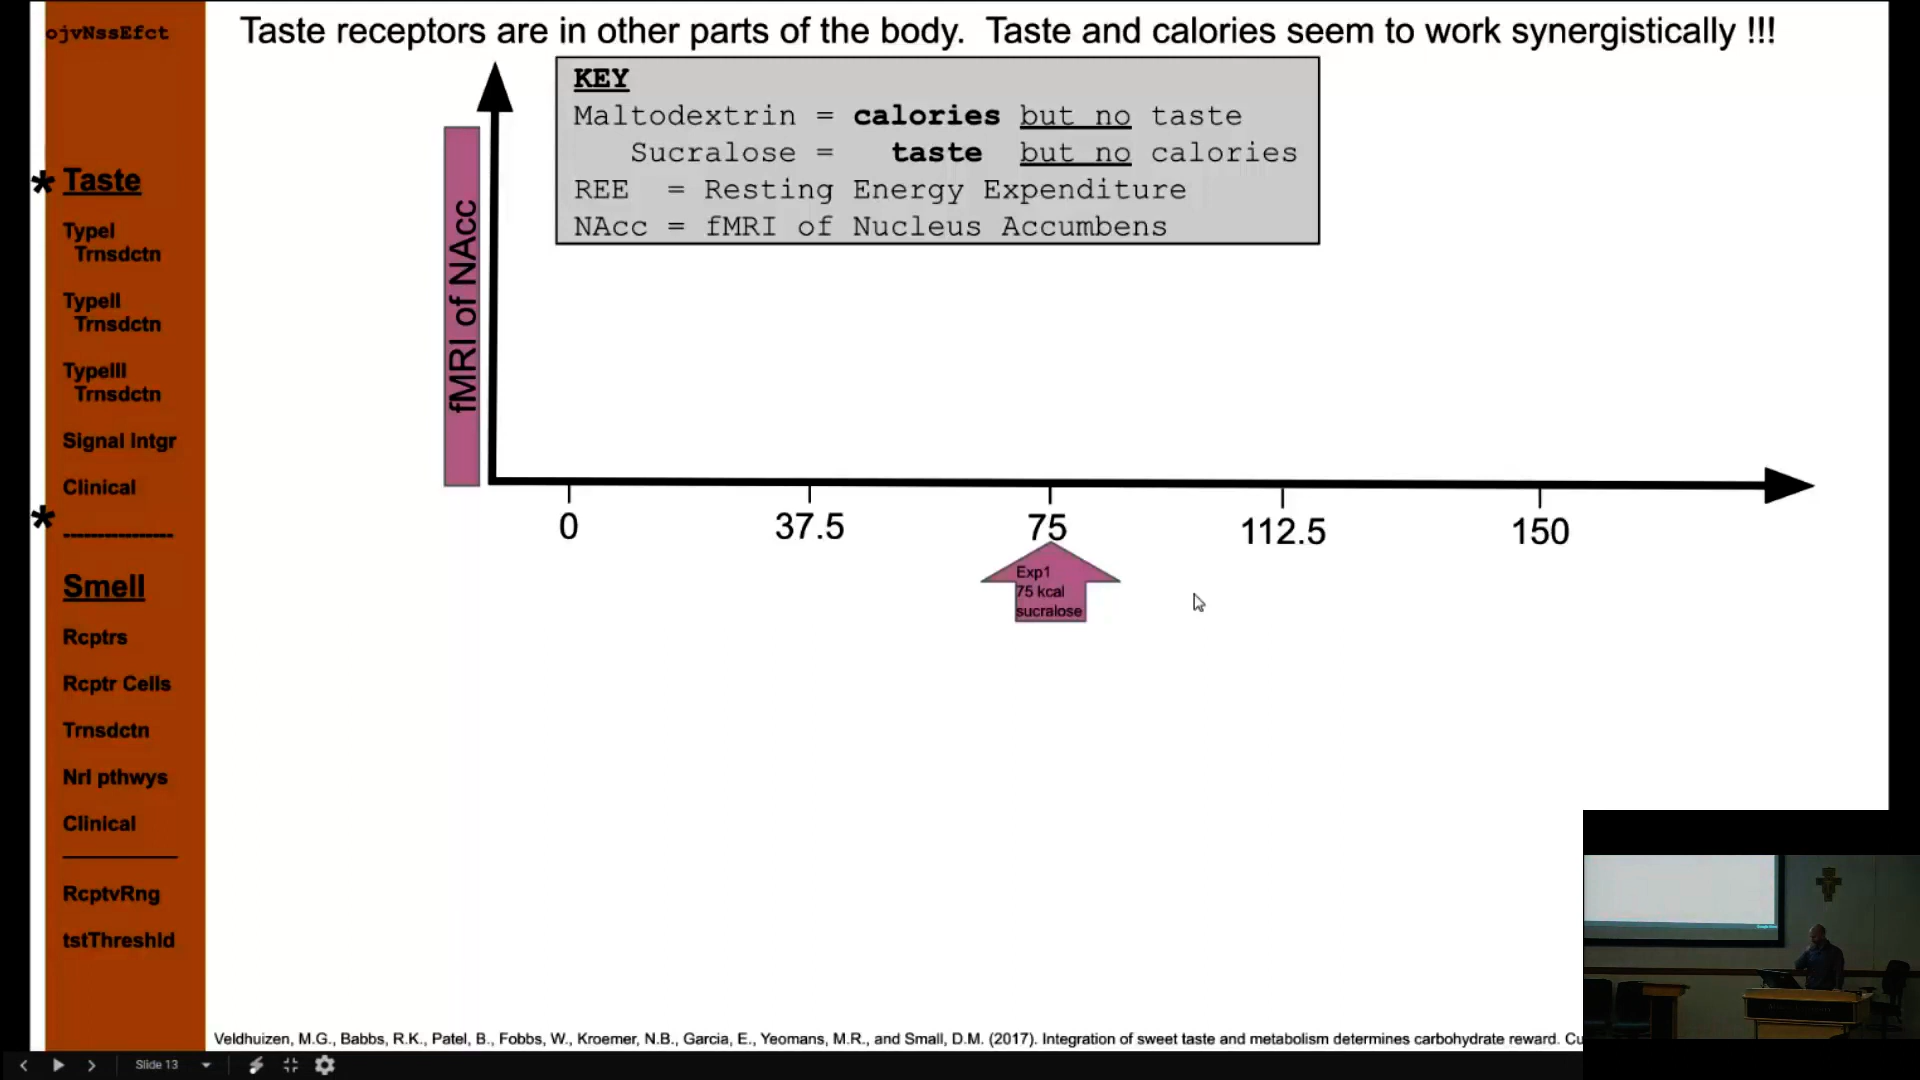 ojvNssEfct
Taste receptors are in other parts of the body. Taste and calories seem to work synergistically !!!
KEY
Maltodextrin = calories but no taste
Sucralose = taste but no calories
REE = Resting Energy Expenditure
NAcc = fMRI of Nucleus Accumbens
* Taste
TypeI
Trnsdctn
TypeII
Trnsdctn
TypeIII
Trnsdctn
Signal Intgr
Clinical
* ----------------
Smell
Rcptrs
Rcptr Cells
Trnsdctn
Nrl pthwys
Clinical
RcptvRng
tstThreshld
fMRI of NAcc
0 37.5 75 112.5 150
Exp1
75 kcal
sucralose
Veldhuizen, M.G., Babbs, R.K., Patel, B., Fobbs, W., Kroemer, N.B., Garcia, E., Yeomans, M.R., and Small, D.M. (2017). Integration of sweet taste and metabolism determines carbohydrate reward. Cu
Slide 13